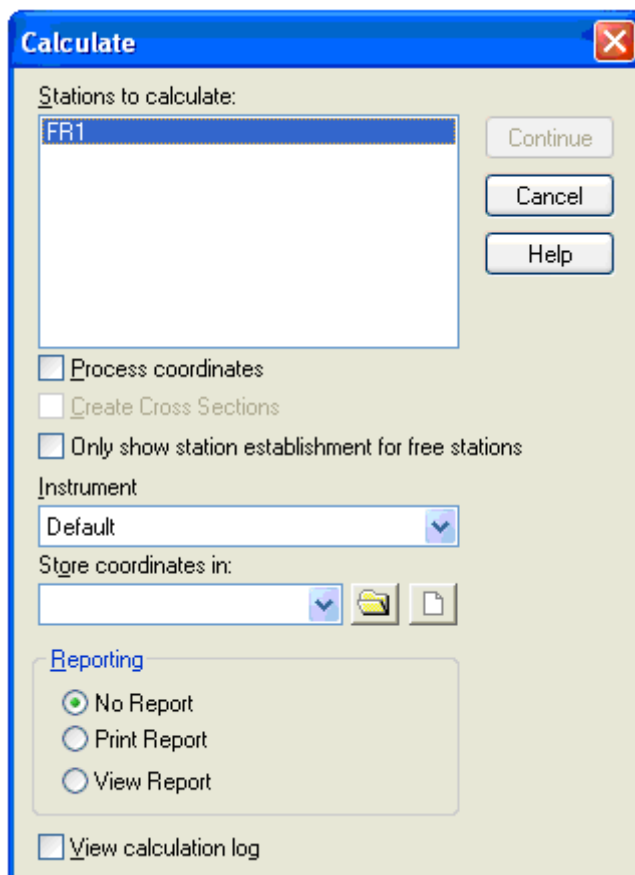 Calculate
Stations to calculate:
FR1
Continue
Cancel
Help
Process coordinates
Create Cross Sections
Only show station establishment for free stations
Instrument
Default
Store coordinates in:
Reporting
No Report
Print Report
View Report
View calculation log